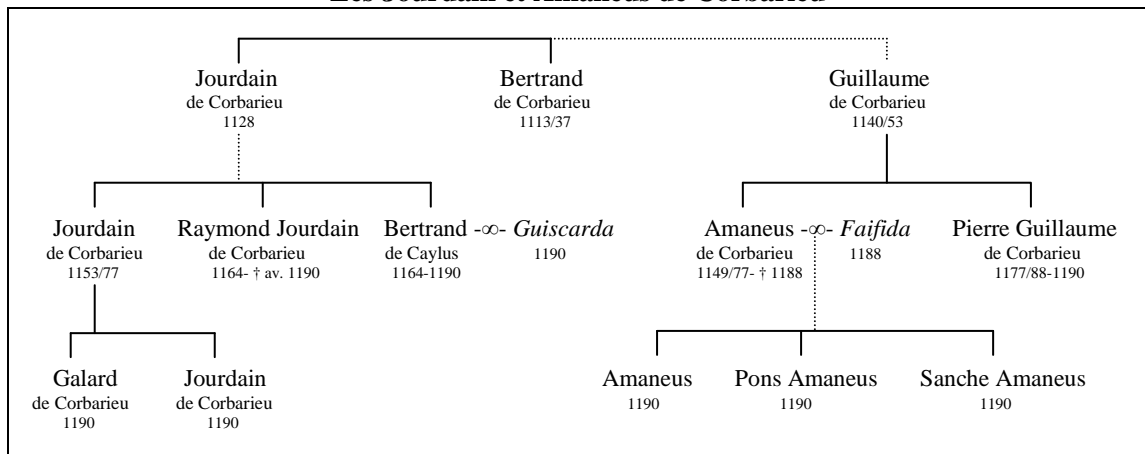 Les Jourdain et Amaneus de Corbarieu
Jourdain Bertrand Guillaume
de Corbarieu de Corbarieu de Corbarieu
1128 1113/37 1140/53
Jourdain Raymond Jourdain Bertrand -∞- Guiscarda Amaneus -∞- Faifida Pierre Guillaume
de Corbarieu de Corbarieu de Caylus 1190 de Corbarieu 1188 de Corbarieu
1153/77 1164- † av. 1190 1164-1190 1149/77- † 1188 1177/88-1190
Galard Jourdain Amaneus Pons Amaneus Sanche Amaneus
de Corbarieu de Corbarieu 1190 1190 1190
1190 1190